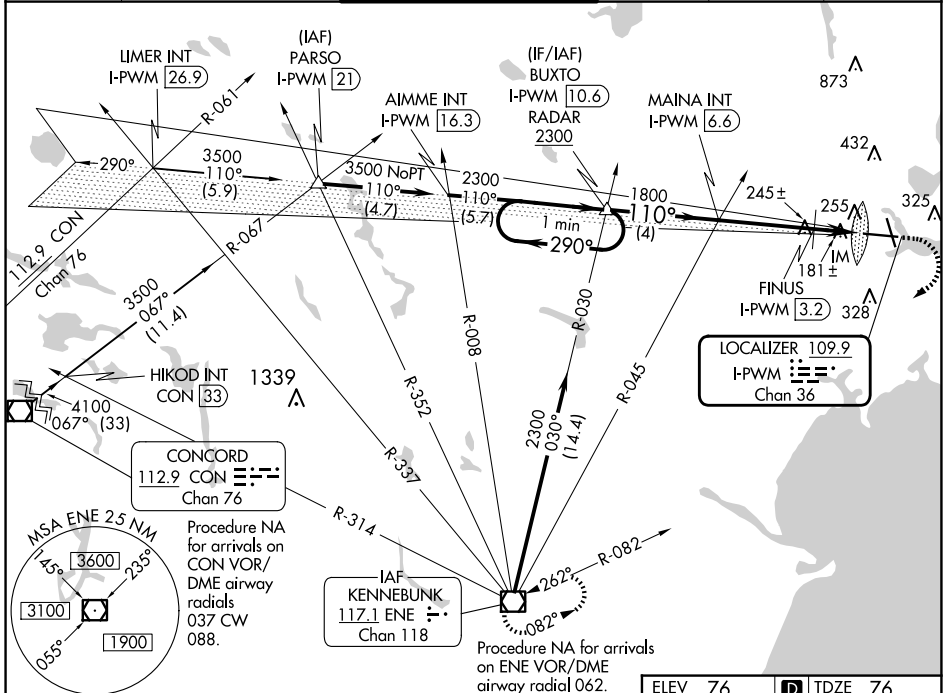 LIMER INT
I-PWM 26.9
(IAF)
PARSO
I-PWM 21
AIMME INT
I-PWM 16.3
(IF/IAF)
BUXTO
I-PWM 10.6
RADAR
2300
MAINA INT
I-PWM 6.6
873
432
325
255
245±
181±
IM
328
R-061
290°
3500
110°
(5.9)
3500 NoPT
110°
(4.7)
2300
110°
(5.7)
1 min
290°
1800
110°
(4)
FINUS
I-PWM 3.2
LOCALIZER 109.9
I-PWM
Chan 36
112.9 CON
Chan 76
R-067
3500
067°
(11.4)
HIKOD INT
CON 33
4100
067° (33)
1339
CONCORD
112.9 CON
Chan 76
R-337
R-352
R-008
R-030
R-045
2300
030°
(14.4)
R-314
R-082
262°
082°
MSA ENE 25 NM
145°
3600
235°
3100
1900
055°
Procedure NA
for arrivals on
CON VOR/
DME airway
radials
037 CW
088.
IAF
KENNEBUNK
117.1 ENE
Chan 118
Procedure NA for arrivals
on ENE VOR/DME
airway radial 062.
ELEV 76
D
TDZE 76